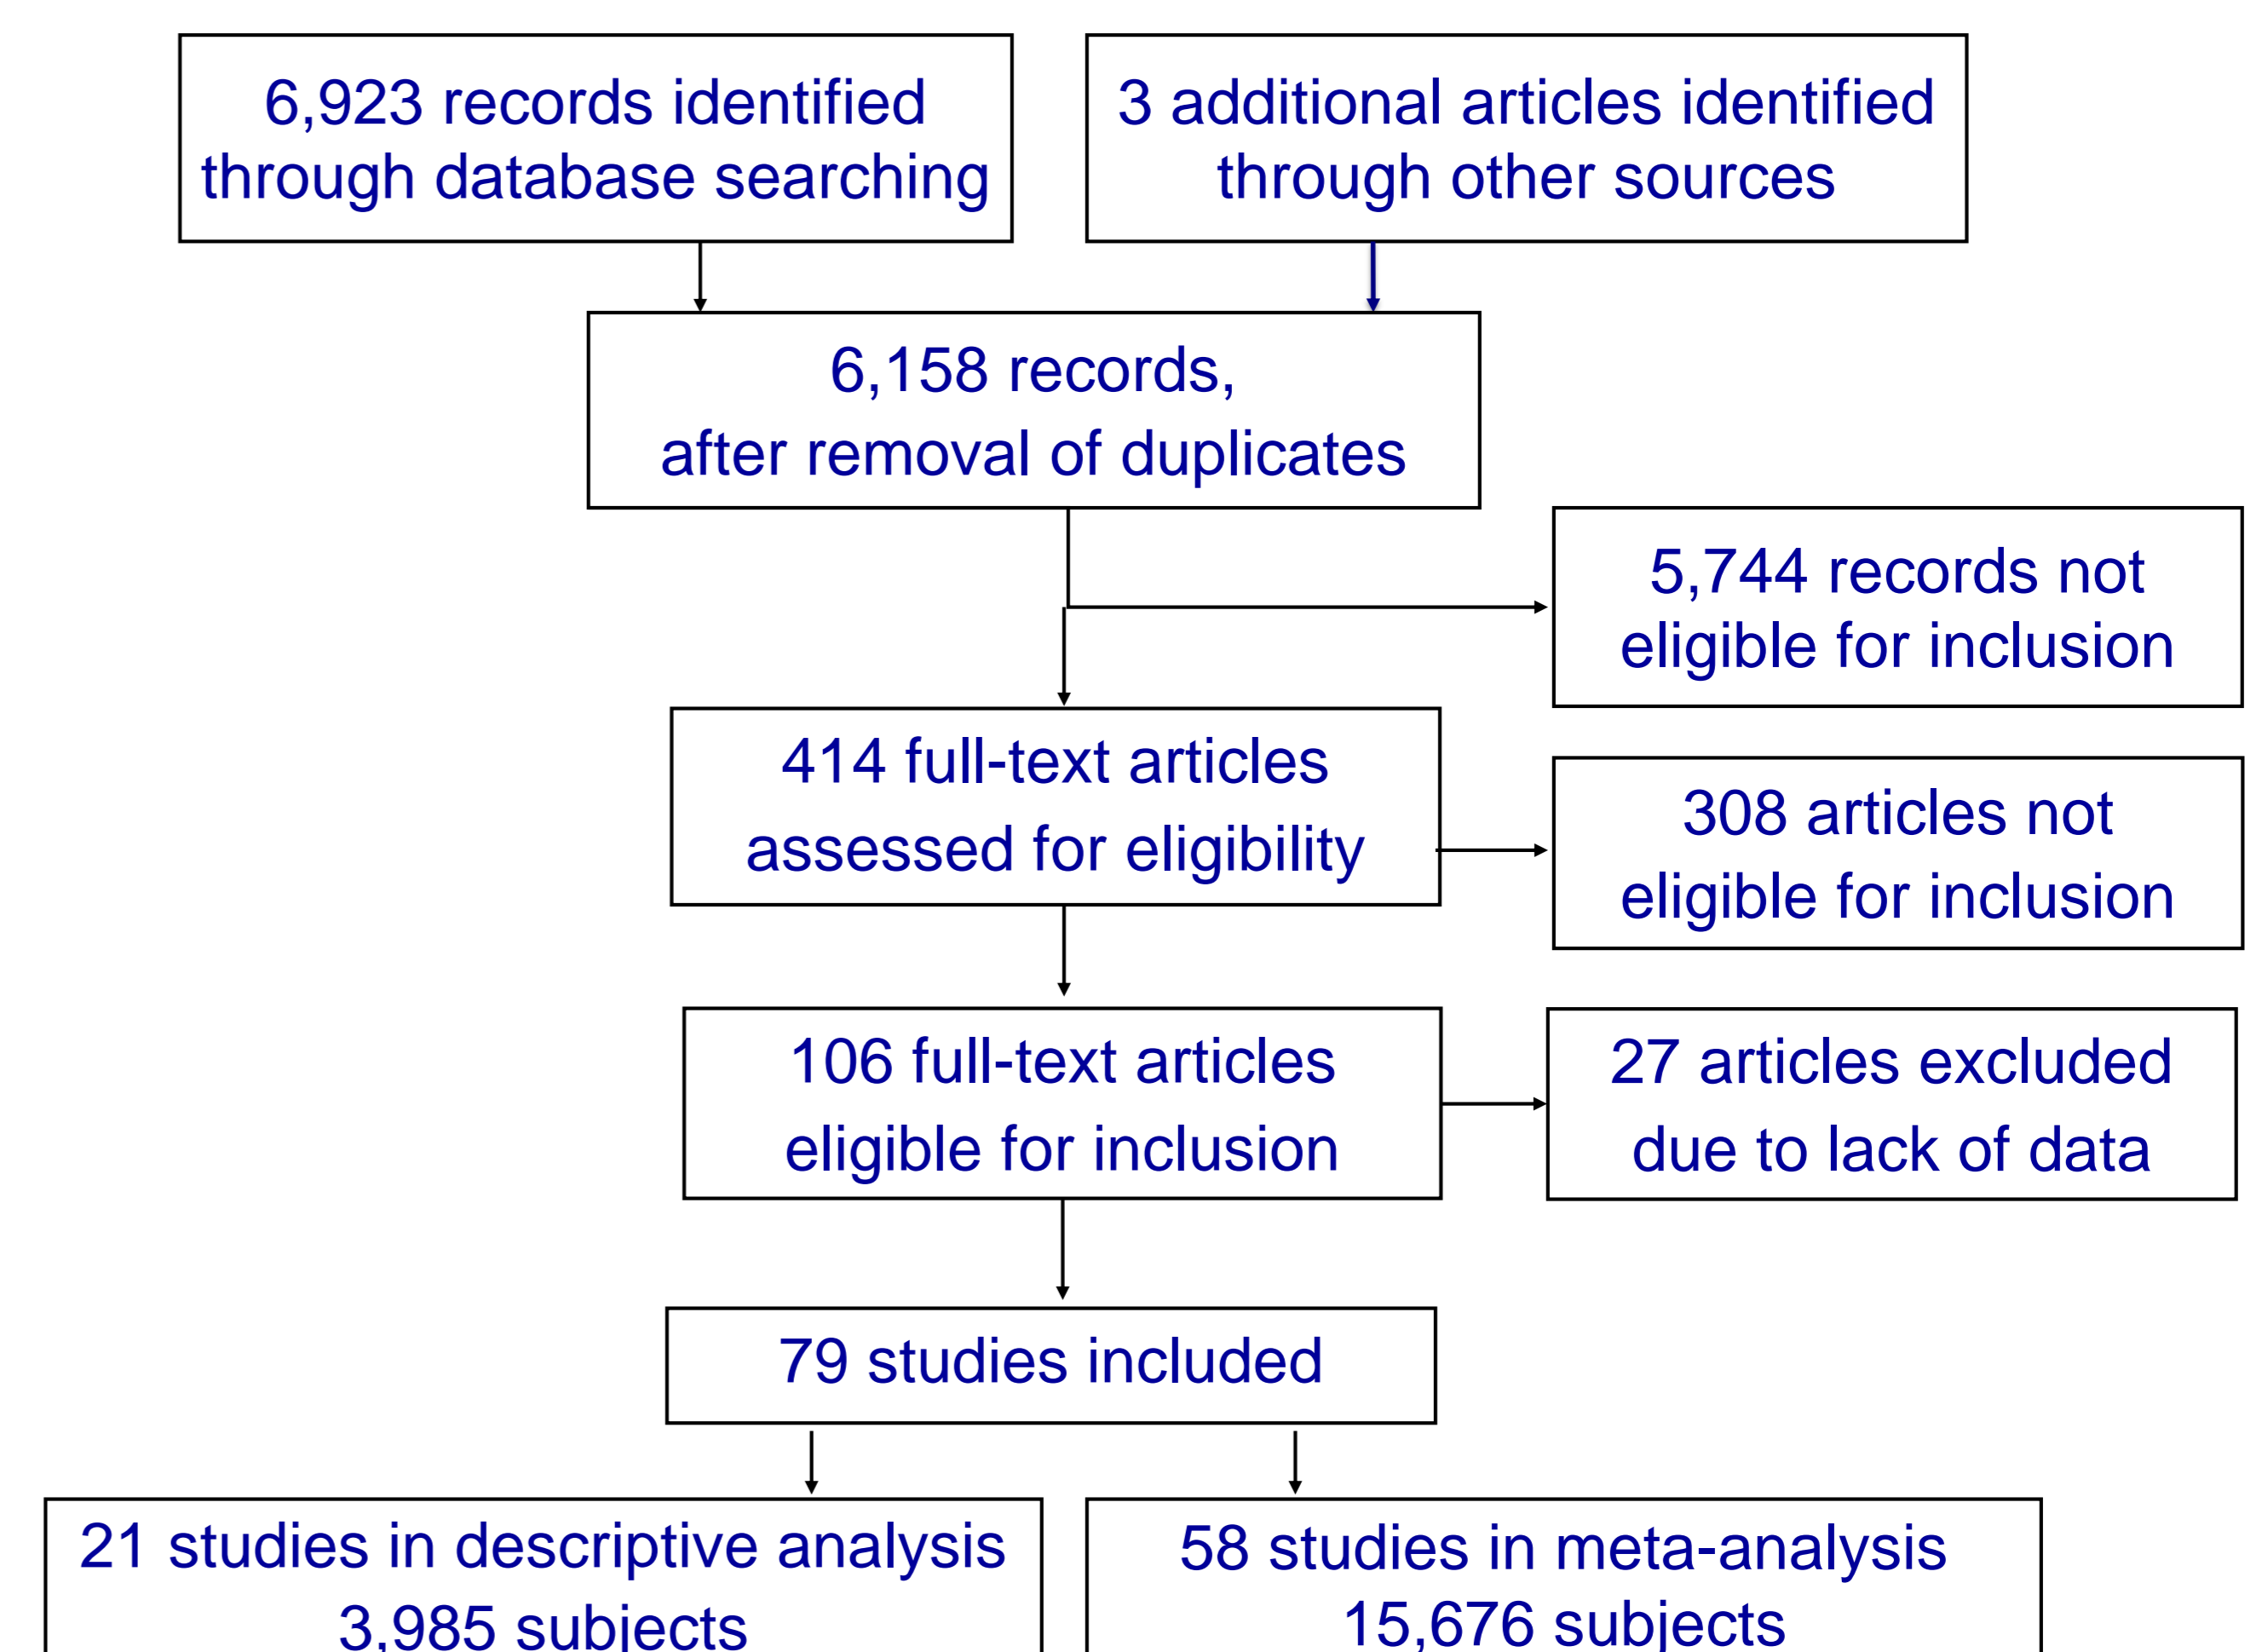 6,923 records identified
through database searching
3 additional articles identified
through other sources
6,158 records,
after removal of duplicates
5,744 records not
eligible for inclusion
414 full-text articles
assessed for eligibility
308 articles not
eligible for inclusion
106 full-text articles
eligible for inclusion
27 articles excluded
due to lack of data
79 studies included
21 studies in descriptive analysis
3,985 subjects
58 studies in meta-analysis
15,676 subjects